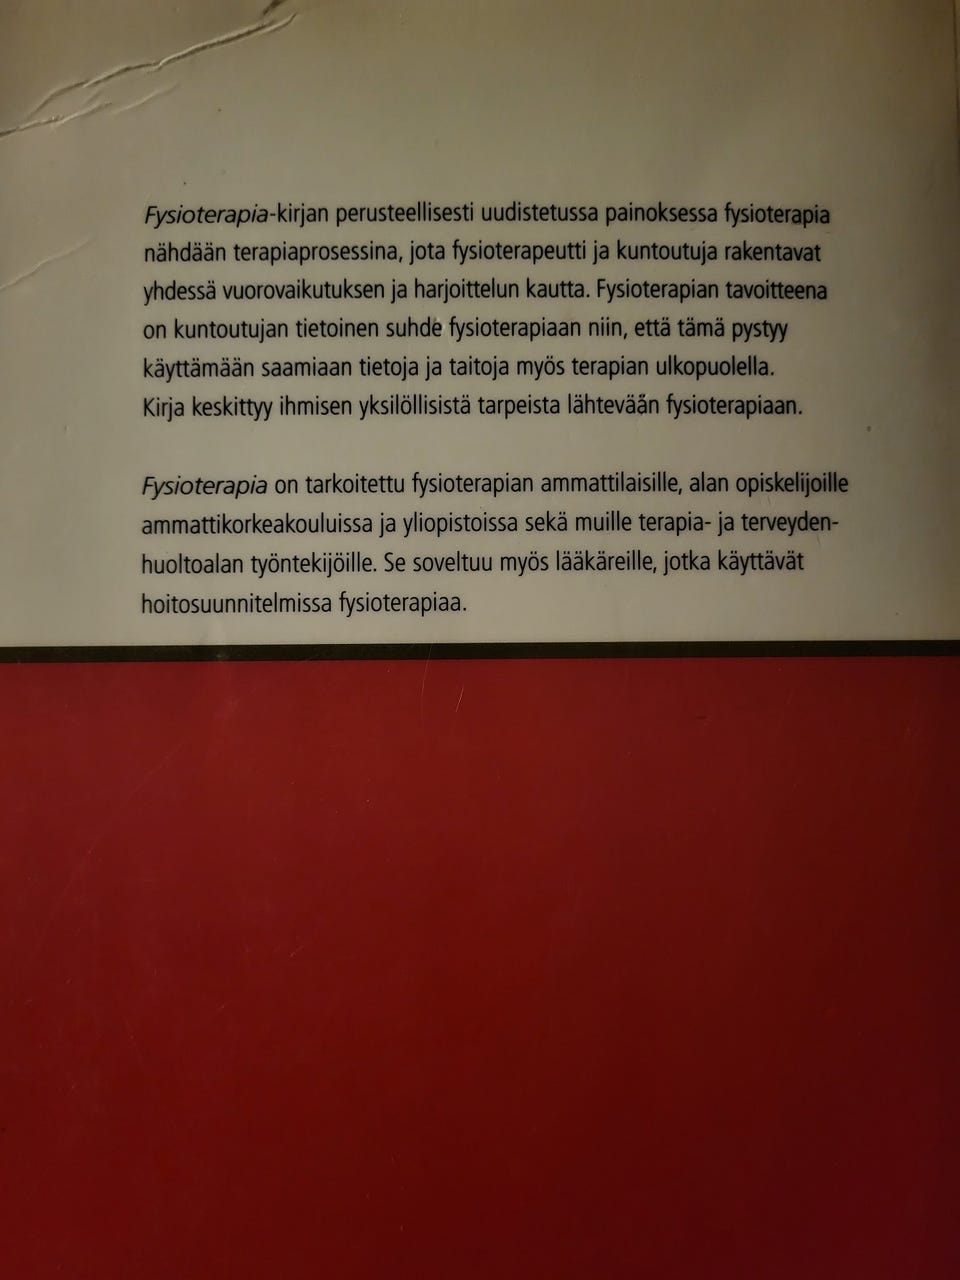 Fysioterapia-kirjan perusteellisesti uudistetussa painoksessa fysioterapia
nähdään terapiaprosessina, jota fysioterapeutti ja kuntoutuja rakentavat
yhdessä vuorovaikutuksen ja harjoittelun kautta. Fysioterapian tavoitteena
on kuntoutujan tietoinen suhde fysioterapiaan niin, että tämä pystyy
käyttämään saamiaan tietoja ja taitoja myös terapian ulkopuolella.
Kirja keskittyy ihmisen yksilöllisistä tarpeista lähtevään fysioterapiaan.
Fysioterapia on tarkoitettu fysioterapian ammattilaisille, alan opiskelijoille
ammattikorkeakouluissa ja yliopistoissa sekä muille terapia- ja terveyden-
huoltoalan työntekijöille. Se soveltuu myös lääkäreille, jotka käyttävät
hoitosuunnitelmissa fysioterapiaa.